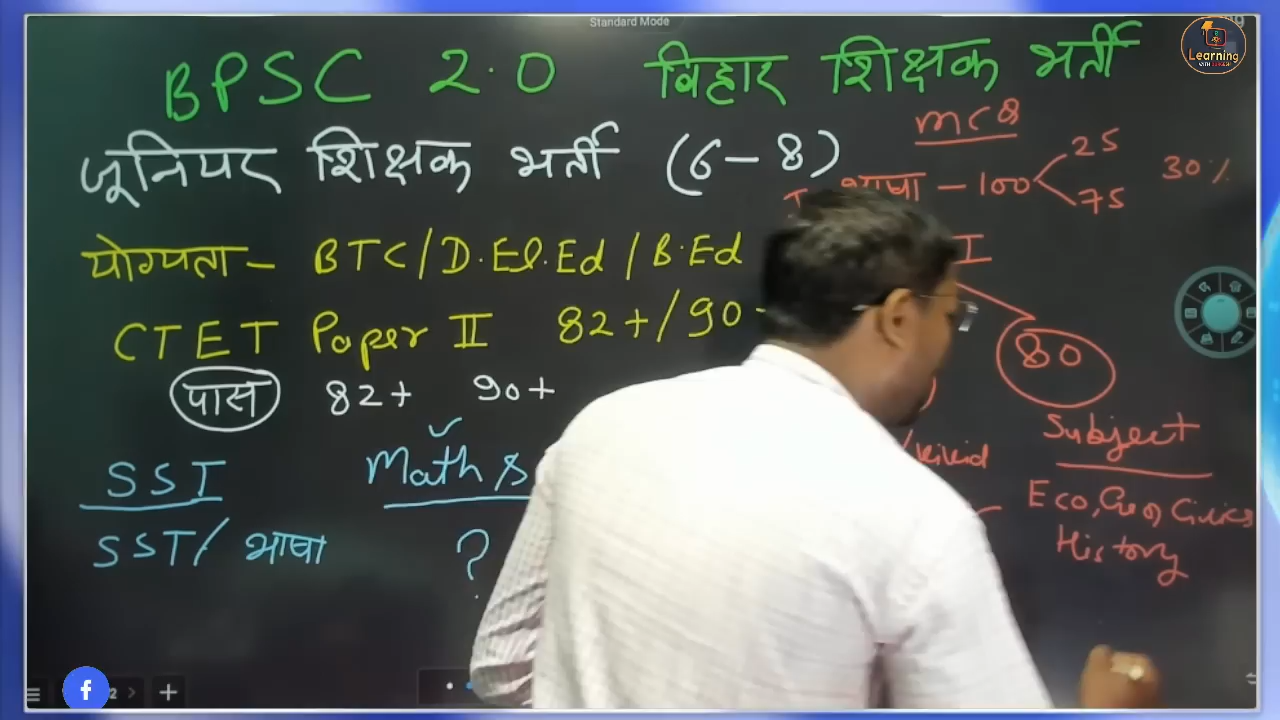 Standard Mode
Learning
BPSC 2.0 बिहार शिक्षक भर्ती
जूनियर शिक्षक भर्ती (6-8)
योग्यता - BTC/D.El.Ed/B.Ed
CTET Paper II 82+/90
पास 82+ 90+
SST Math &
SST/ भाषा ?
MCQ
भाषा - 100 25 75 30%
80
Subject
Eco, Geo, Civics
History
2